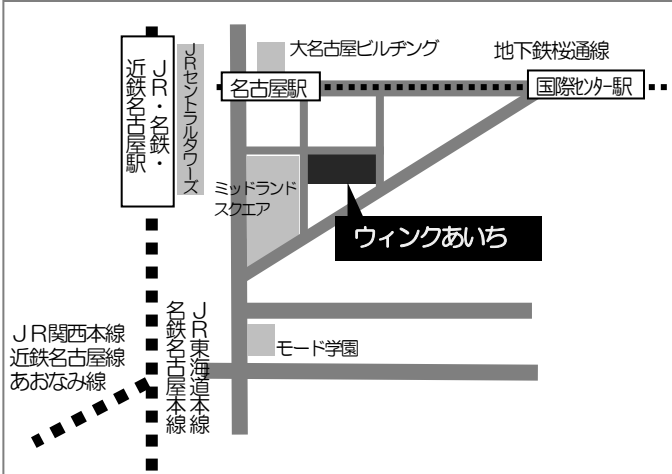 JR・名鉄・
近鉄名古屋駅
JRセントラルタワーズ
大名古屋ビルヂング
地下鉄桜通線
名古屋駅
国際センター駅
ミッドランド
スクエア
ウィンクあいち
JR東海道本線
名鉄名古屋本線
モード学園
JR関西本線
近鉄名古屋線
あおなみ線